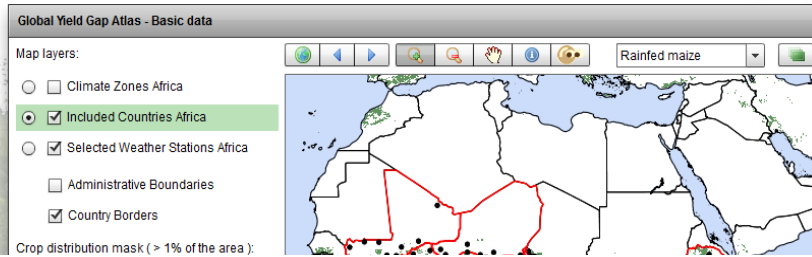 Global Yield Gap Atlas - Basic data
Map layers:
Rainfed maize
Climate Zones Africa
Included Countries Africa
Selected Weather Stations Africa
Administrative Boundaries
Country Borders
Crop distribution mask ( > 1% of the area ):